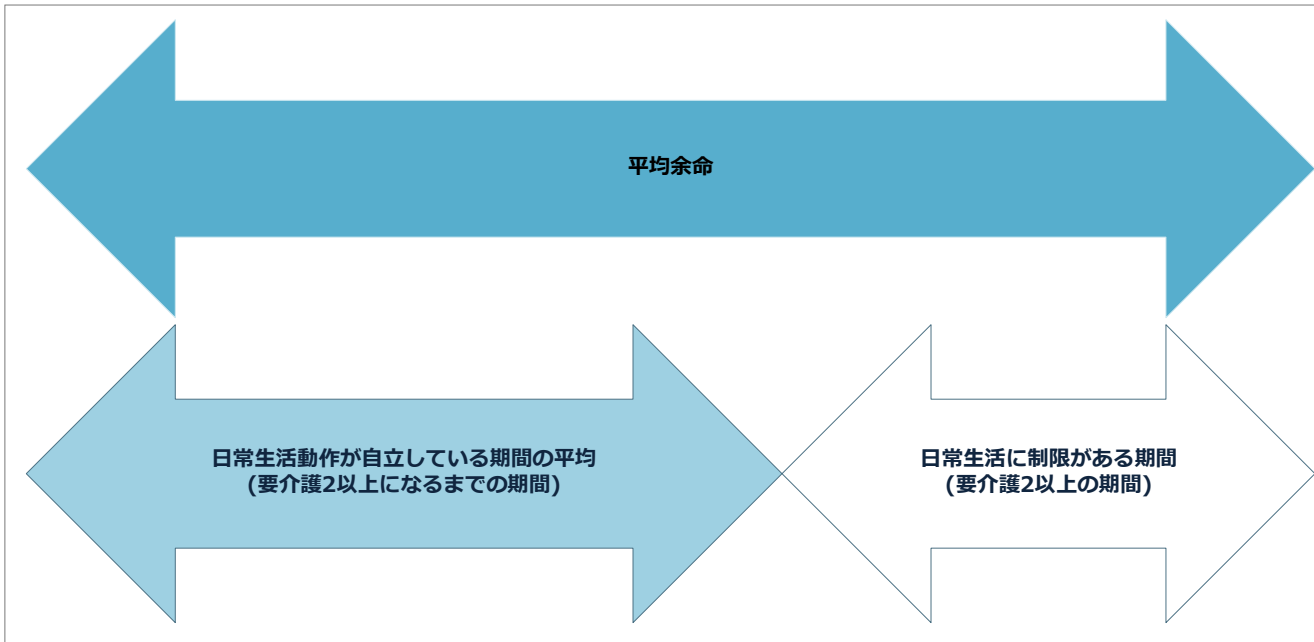 平均余命
日常生活動作が自立している期間の平均
(要介護2以上になるまでの期間)
日常生活に制限がある期間
(要介護2以上の期間)